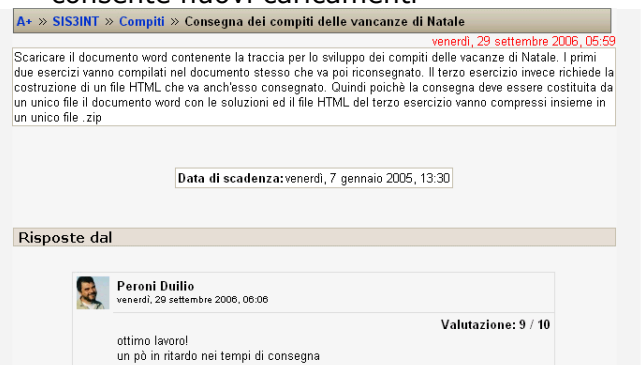 consente nuovi caricamenti
A+ » SIS3INT » Compiti » Consegna dei compiti delle vancanze di Natale
venerdì, 29 settembre 2006, 05:59
Scaricare il documento word contenente la traccia per lo sviluppo dei compiti delle vacanze di Natale. I primi
due esercizi vanno compilati nel documento stesso che va poi riconsegnato. Il terzo esercizio invece richiede la
costruzione di un file HTML che va anch'esso consegnato. Quindi poichè la consegna deve essere costituita da
un unico file il documento word con le soluzioni ed il file HTML del terzo esercizio vanno compressi insieme in
un unico file .zip
Data di scadenza: venerdì, 7 gennaio 2005, 13:30
Risposte dal
Peroni Duilio
venerdì, 29 settembre 2006, 06:06
Valutazione: 9 / 10
ottimo lavoro!
un pò in ritardo nei tempi di consegna